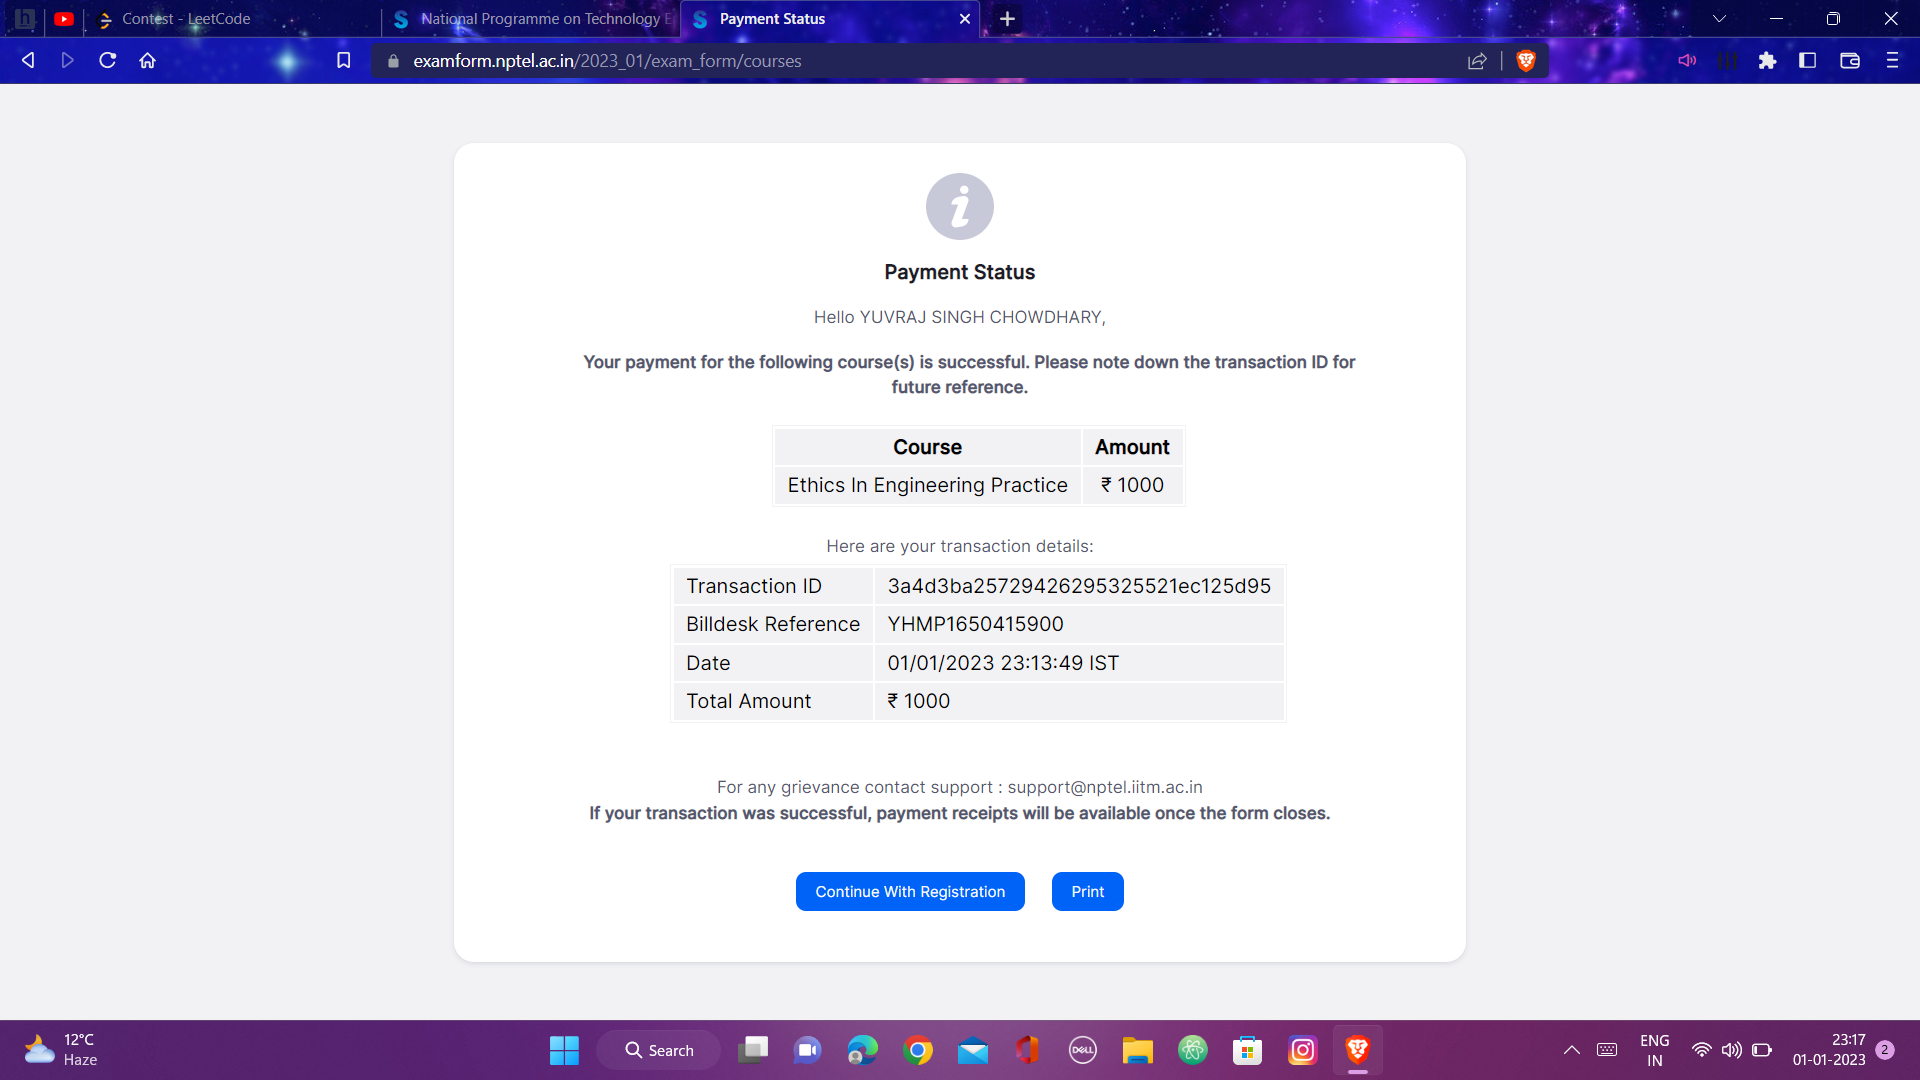 Contest - LeetCode
National Programme on Technology E
Payment Status
examform.nptel.ac.in/2023_01/exam_form/courses
Payment Status
Hello YUVRAJ SINGH CHOWDHARY,
Your payment for the following course(s) is successful. Please note down the transaction ID for
future reference.
Course Amount
Ethics In Engineering Practice ₹ 1000
Here are your transaction details:
Transaction ID 3a4d3ba25729426295325521ec125d95
Billdesk Reference YHMP1650415900
Date 01/01/2023 23:13:49 IST
Total Amount ₹ 1000
For any grievance contact support : support@nptel.iitm.ac.in
If your transaction was successful, payment receipts will be available once the form closes.
Continue With Registration Print
12°C
Haze
Search
DELL
ENG
IN
23:17
01-01-2023
2